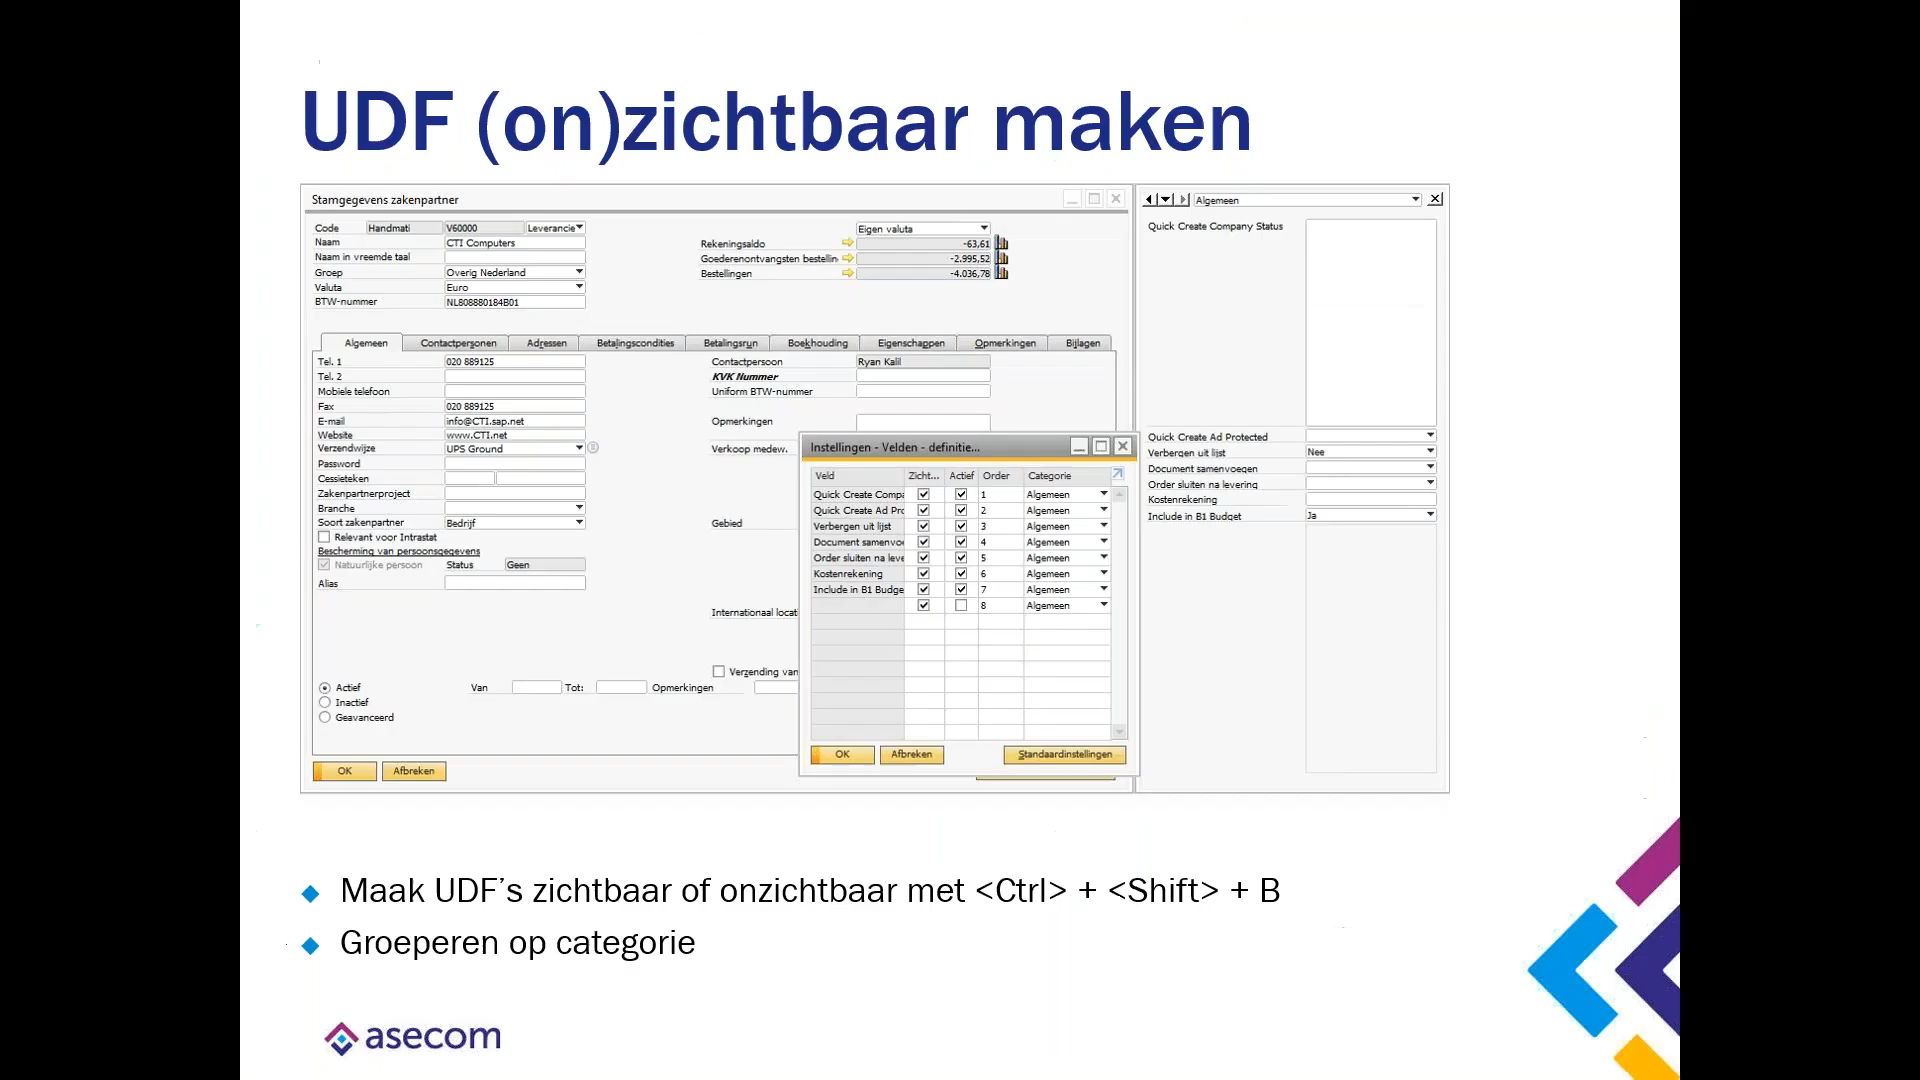 UDF (on)zichtbaar maken
Stamgegevens zakenpartner
Code Handmati V60000 Leverancie
Naam CTI Computers
Naam in vreemde taal
Groep Overig Nederland
Valuta Euro
BTW-nummer NL808880184B01
Eigen valuta
Rekeningsaldo -63,61
Goederenontvangsten bestellin -2.995,52
Bestellingen -4.036,78
Algemeen Contactpersonen Adressen Betalingscondities Betalingsrun Boekhouding Eigenschappen Opmerkingen Bijlagen
Tel. 1 020 889125
Tel. 2
Mobiele telefoon
Fax 020 889125
E-mail info@CTI.sap.net
Website www.CTI.net
Verzendwijze UPS Ground
Password
Cessieteken
Zakenpartnerproject
Branche
Soort zakenpartner Bedrijf
Relevant voor Intrastat
Bescherming van persoonsgegevens
Natuurlijke persoon Status Geen
Alias
Contactpersoon Ryan Kalil
KVK Nummer
Uniform BTW-nummer
Opmerkingen
Verkoop medew.
Gebied
Internationaal locati
Verzending van
Actief Van Tot: Opmerkingen
Inactief
Geavanceerd
OK Afbreken
Instellingen - Velden - definitie...
Veld Zicht... Actief Order Categorie
Quick Create Compa 1 Algemeen
Quick Create Ad Pro 2 Algemeen
Verbergen uit lijst 3 Algemeen
Document samenvoe 4 Algemeen
Order sluiten na leve 5 Algemeen
Kostenrekening 6 Algemeen
Include in B1 Budge 7 Algemeen
8 Algemeen
OK Afbreken Standaardinstellingen
Algemeen
Quick Create Company Status
Quick Create Ad Protected
Verbergen uit lijst Nee
Document samenvoegen
Order sluiten na levering
Kostenrekening
Include in B1 Budget Ja
Maak UDF’s zichtbaar of onzichtbaar met <Ctrl> + <Shift> + B
Groeperen op categorie
asecom